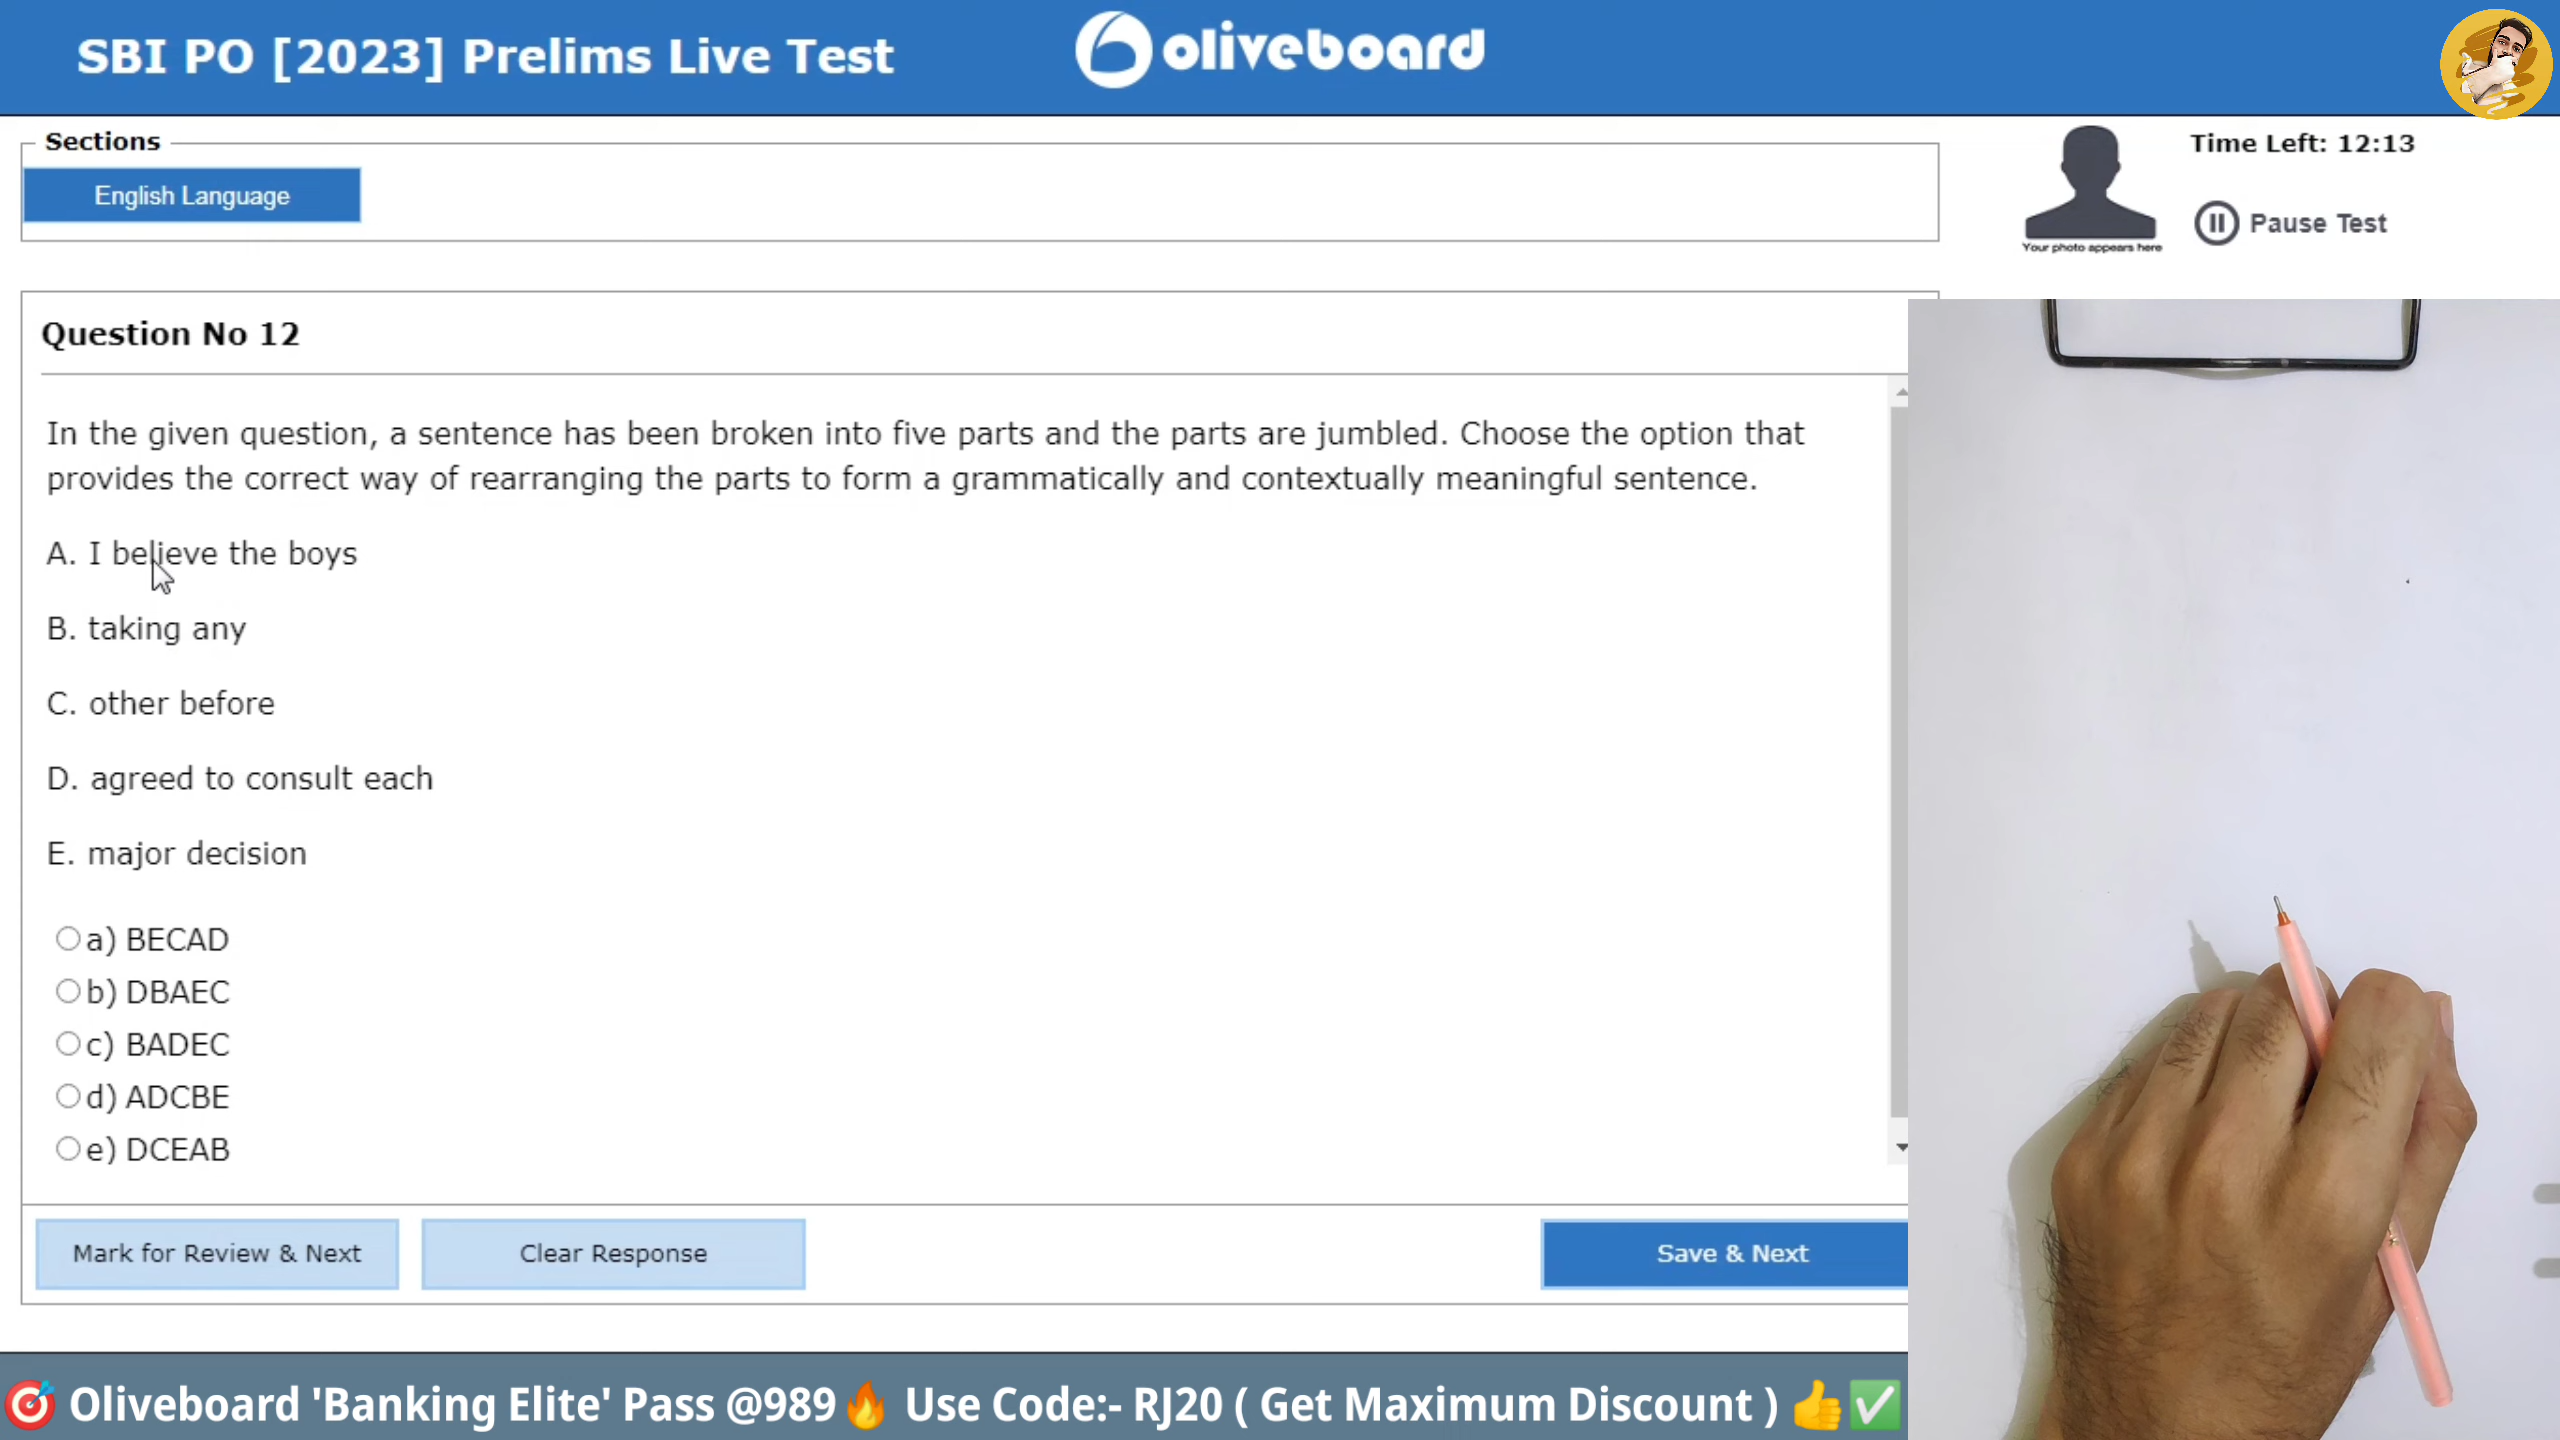 SBI PO [2023] Prelims Live Test
oliveboard
Sections
English Language
Time Left: 12:13
Your photo appears here
Pause Test
Question No 12
In the given question, a sentence has been broken into five parts and the parts are jumbled. Choose the option that
provides the correct way of rearranging the parts to form a grammatically and contextually meaningful sentence.
A. I believe the boys
B. taking any
C. other before
D. agreed to consult each
E. major decision
a) BECAD
b) DBAEC
c) BADEC
d) ADCBE
e) DCEAB
Mark for Review & Next
Clear Response
Save & Next
🎯 Oliveboard 'Banking Elite' Pass @989🔥 Use Code:- RJ20 ( Get Maximum Discount ) 👍✅